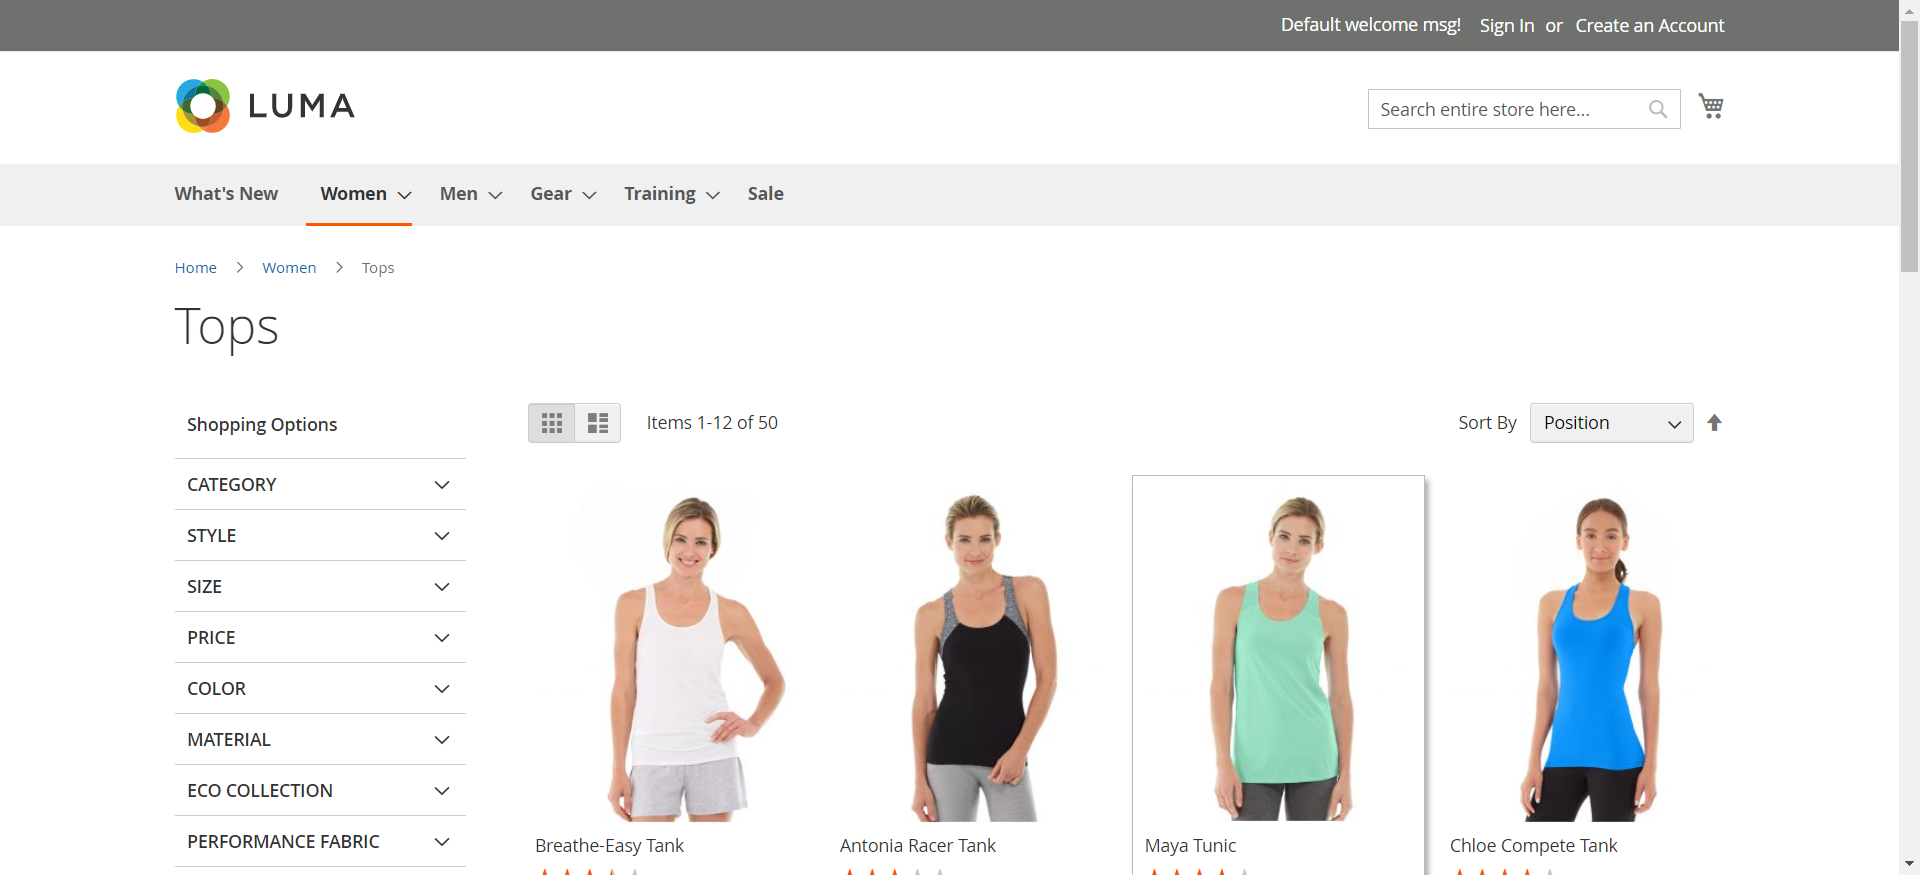 Default welcome msg! Sign In or Create an Account
LUMA
Search entire store here...
What's New Women Men Gear Training Sale
Home Women Tops
Tops
Shopping Options
Items 1-12 of 50
Sort By Position
CATEGORY
STYLE
SIZE
PRICE
COLOR
MATERIAL
ECO COLLECTION
PERFORMANCE FABRIC
Breathe-Easy Tank
Antonia Racer Tank
Maya Tunic
Chloe Compete Tank